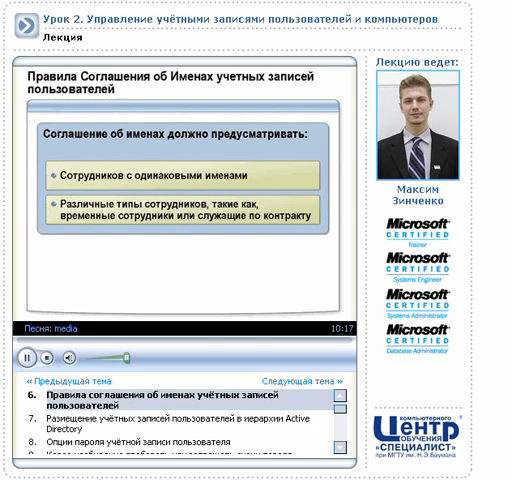 Урок 2. Управление учётными записями пользователей и компьютеров
Лекция
Правила Соглашения об Именах учетных записей
пользователей
Соглашение об именах должно предусматривать:
Сотрудников с одинаковыми именами
Различные типы сотрудников, такие как,
временные сотрудники или служащие по контракту
Песня: media 10:17
« Предыдущая тема Следующая тема »
6. Правила соглашения об именах учётных записей
пользователей
7. Размещение учётных записей пользователей в иерархии Active
Directory
8. Опции пароля учётной записи пользователя
Лекцию ведет:
Максим
Зинченко
Microsoft
CERTIFIED
Trainer
Microsoft
CERTIFIED
Systems Engineer
Microsoft
CERTIFIED
Systems Administrator
Microsoft
CERTIFIED
Database Administrator
компьютерного
Центр
ОБУЧЕНИЯ
«СПЕЦИАЛИСТ»
при МГТУ им. Н.Э.Баумана